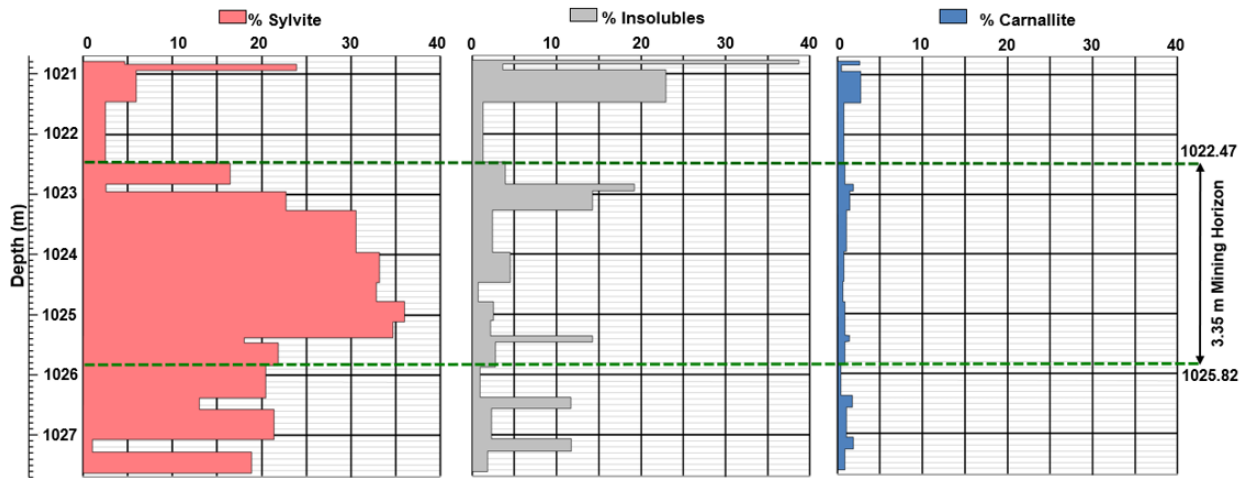 % Sylvite
% Insolubles
% Carnallite
0 10 20 30 40
0 10 20 30 40
0 10 20 30 40
Depth (m)
1021
1022
1023
1024
1025
1026
1027
1022.47
3.35 m Mining Horizon
1025.82